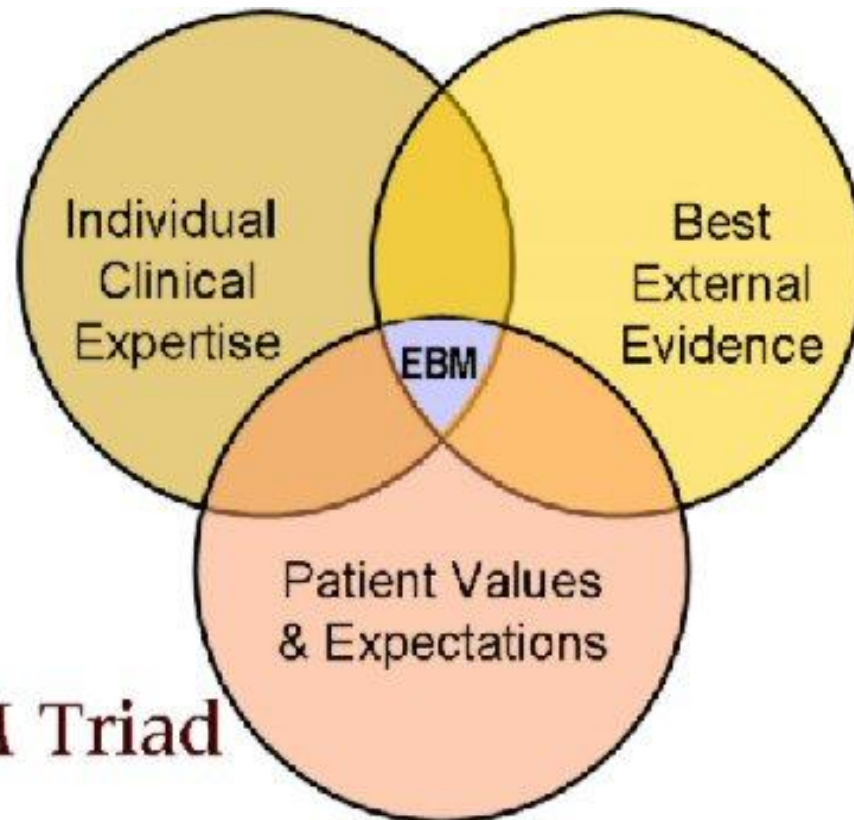 Individual
Clinical
Expertise
Best
External
Evidence
EBM
Patient Values
& Expectations
Triad